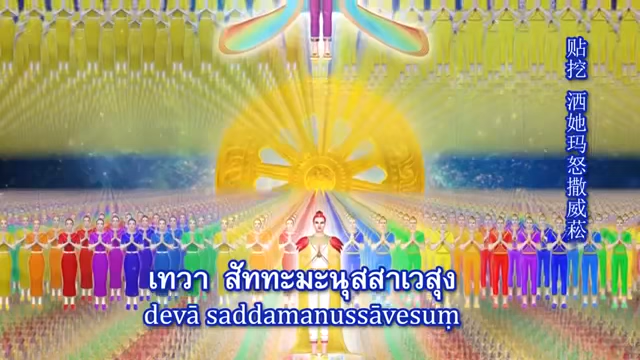 贴挖 洒她玛怒撒威菘
เทวา สัททะมะนุสสาเวสุง
devā saddamanussāvesuṃ